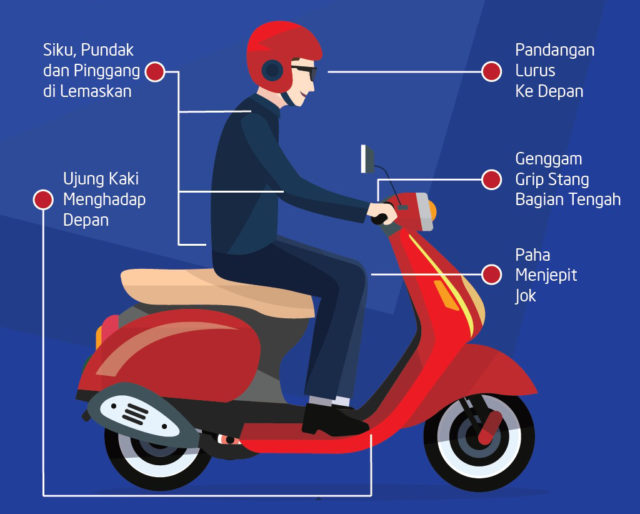 Siku, Pundak
dan Pinggang
di Lemaskan
Pandangan
Lurus
Ke Depan
Ujung Kaki
Menghadap
Depan
Genggam
Grip Stang
Bagian Tengah
Paha
Menjepit
Jok